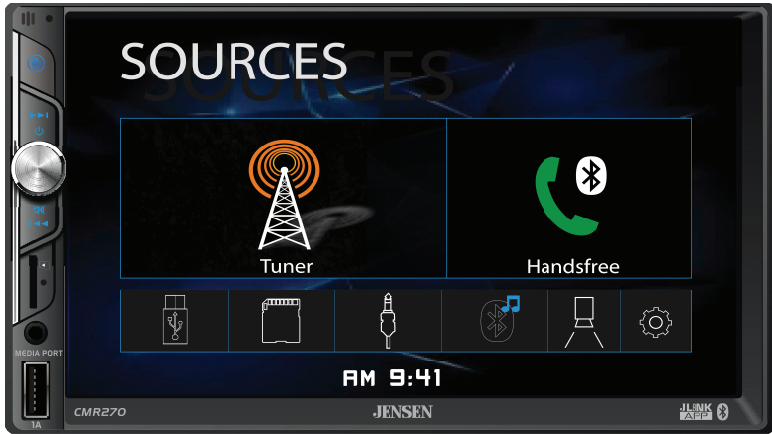 SOURCES
Tuner
Handsfree
AM 9:41
MEDIA PORT
1A
CMR270
JENSEN
JLINK
APP